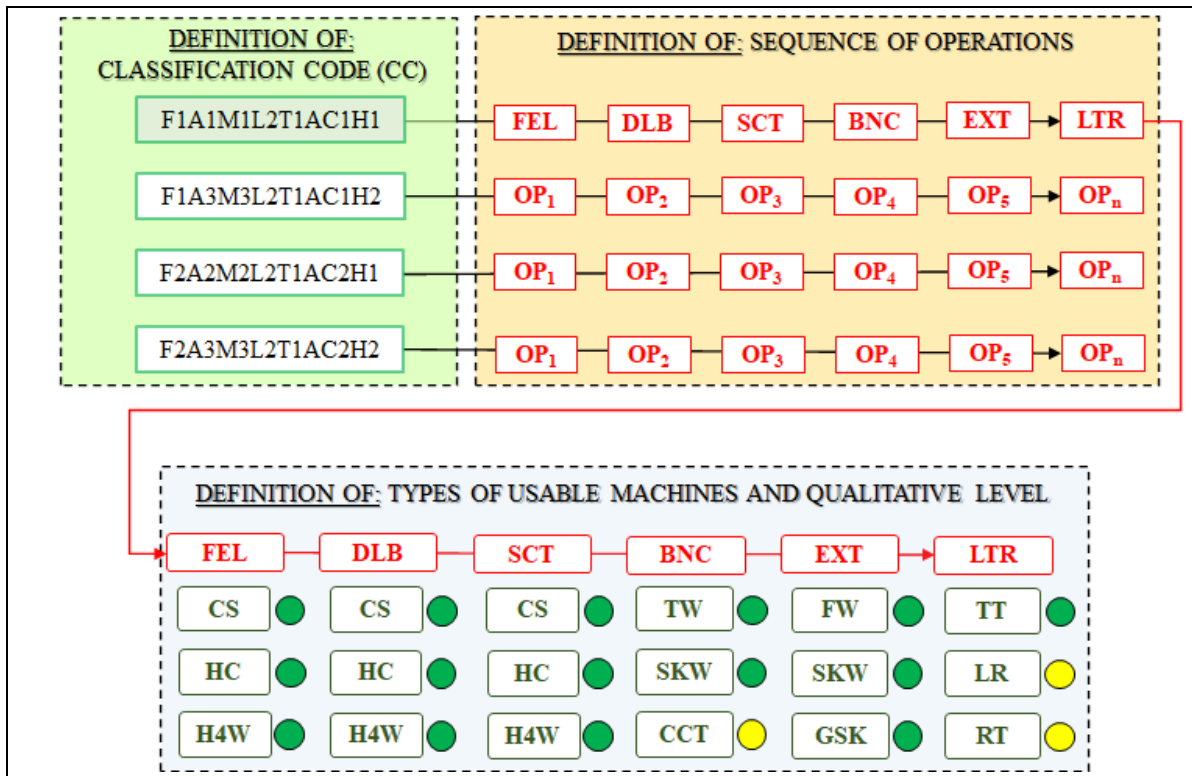 DEFINITION OF:
CLASSIFICATION CODE (CC)
DEFINITION OF: SEQUENCE OF OPERATIONS
F1A1M1L2T1AC1H1 FEL DLB SCT BNC EXT LTR
F1A3M3L2T1AC1H2 OP₁ OP₂ OP₃ OP₄ OP₅ OPₙ
F2A2M2L2T1AC2H1 OP₁ OP₂ OP₃ OP₄ OP₅ OPₙ
F2A3M3L2T1AC2H2 OP₁ OP₂ OP₃ OP₄ OP₅ OPₙ
DEFINITION OF: TYPES OF USABLE MACHINES AND QUALITATIVE LEVEL
FEL DLB SCT BNC EXT LTR
CS CS CS TW FW TT
HC HC HC SKW SKW LR
H4W H4W H4W CCT GSK RT